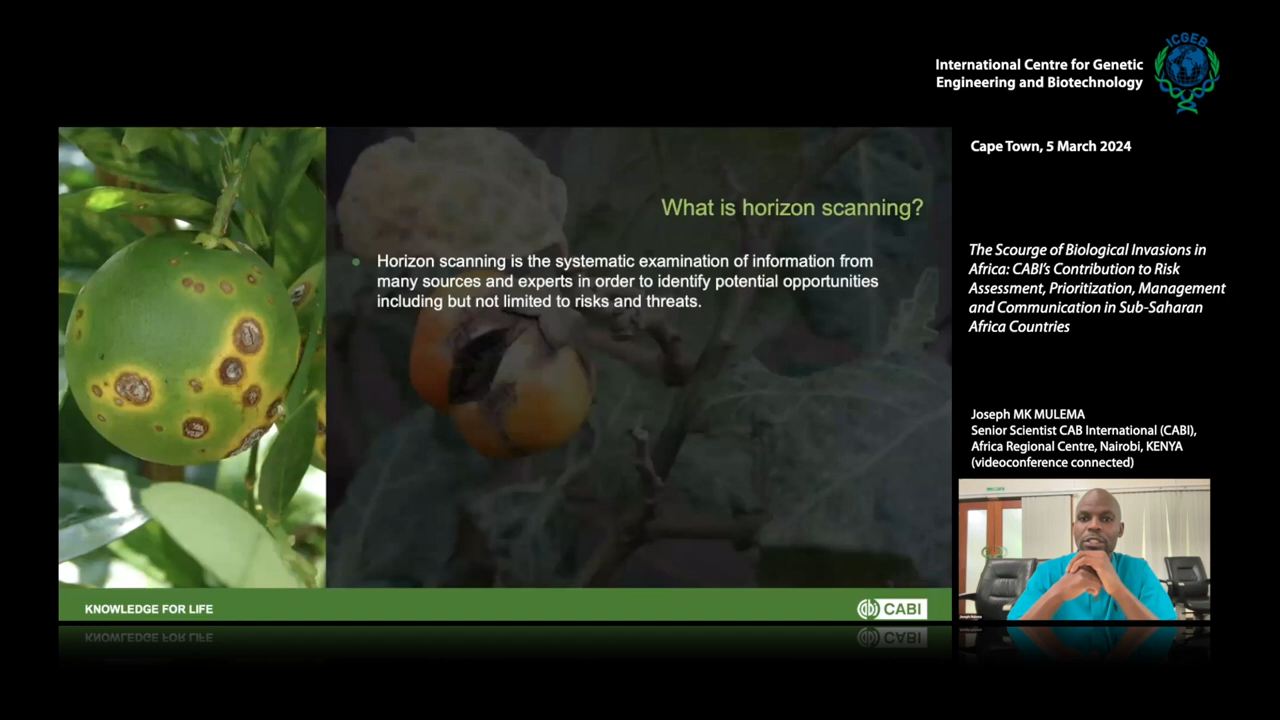 ICGEB
International Centre for Genetic
Engineering and Biotechnology
Cape Town, 5 March 2024
What is horizon scanning?
Horizon scanning is the systematic examination of information from
many sources and experts in order to identify potential opportunities
including but not limited to risks and threats.
The Scourge of Biological Invasions in
Africa: CABI's Contribution to Risk
Assessment, Prioritization, Management
and Communication in Sub-Saharan
Africa Countries
Joseph MK MULEMA
Senior Scientist CAB International (CABI),
Africa Regional Centre, Nairobi, KENYA
(videoconference connected)
KNOWLEDGE FOR LIFE
CABI
Joseph Mulema